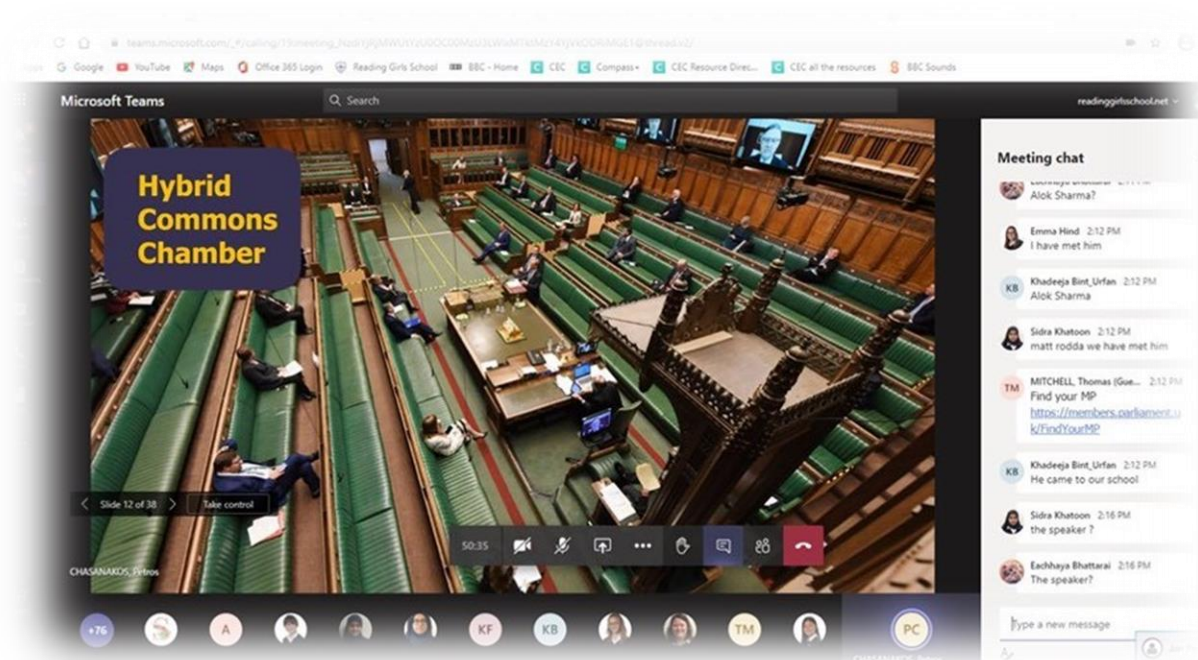 Google YouTube Maps Office 365 Login Reading Girls School BBC - Home CEC Compass+ CEC Resource Direc... CEC all the resources BBC Sounds
Microsoft Teams
Search
readinggirlsschool.net
Hybrid
Commons
Chamber
Slide 12 of 38
Take control
50:35
CHASANAKOS, Petros
+76
A
KF
KB
TM
PC
Meeting chat
Alok Sharma?
Emma Hind 2:12 PM
I have met him
KB
Khadeeja Bint_Urfan 2:12 PM
Alok Sharma
Sidra Khatoon 2:12 PM
matt rodda we have met him
TM
MITCHELL, Thomas (Gue... 2:12 PM
Find your MP
https://members.parliament.u
k/FindYourMP
KB
Khadeeja Bint_Urfan 2:12 PM
He came to our school
Sidra Khatoon 2:16 PM
the speaker ?
Eachhaya Bhattarai 2:16 PM
The speaker?
Type a new message